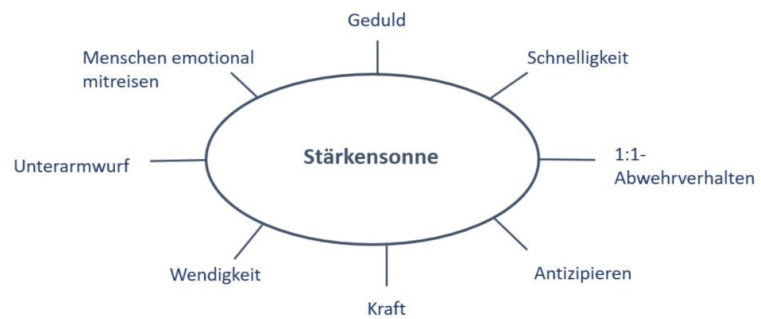 Geduld
Menschen emotional
mitreisen
Schnelligkeit
Stärkensonne
1:1-
Abwehrverhalten
Unterarmwurf
Wendigkeit
Antizipieren
Kraft